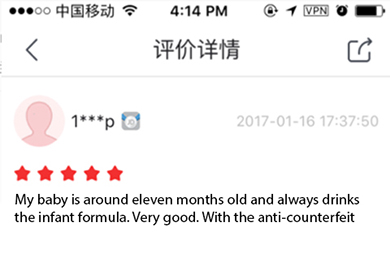 中国移动 4:14 PM VPN
评价详情
1***p 2017-01-16 17:37:50
My baby is around eleven months old and always drinks
the infant formula. Very good. With the anti-counterfeit